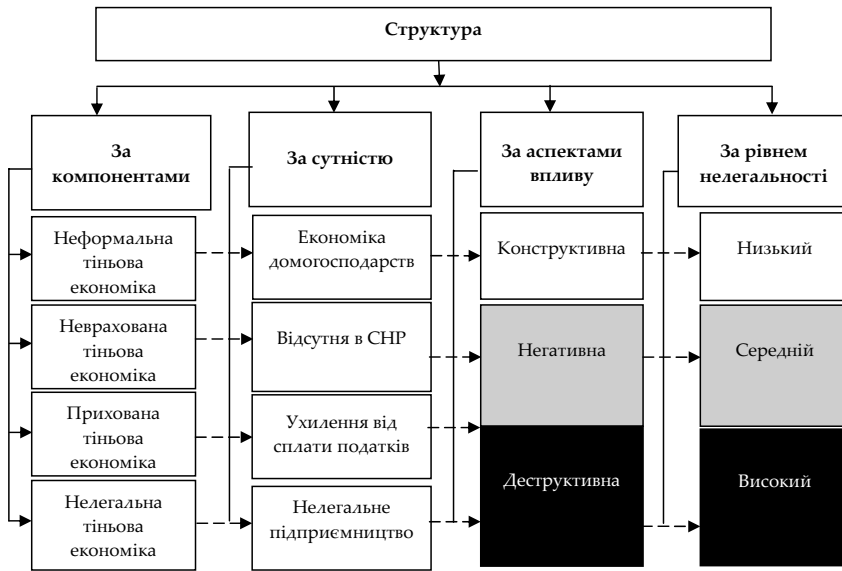 Структура
За
компонентами
За сутністю
За аспектами
впливу
За рівнем
нелегальності
Неформальна
тіньова
економіка
Економіка
домогосподарств
Конструктивна
Низький
Неврахована
тіньова
економіка
Відсутня в СНР
Негативна
Середній
Прихована
тіньова
економіка
Ухилення від
сплати податків
Нелегальна
тіньова
економіка
Нелегальне
підприємництво
Деструктивна
Високий